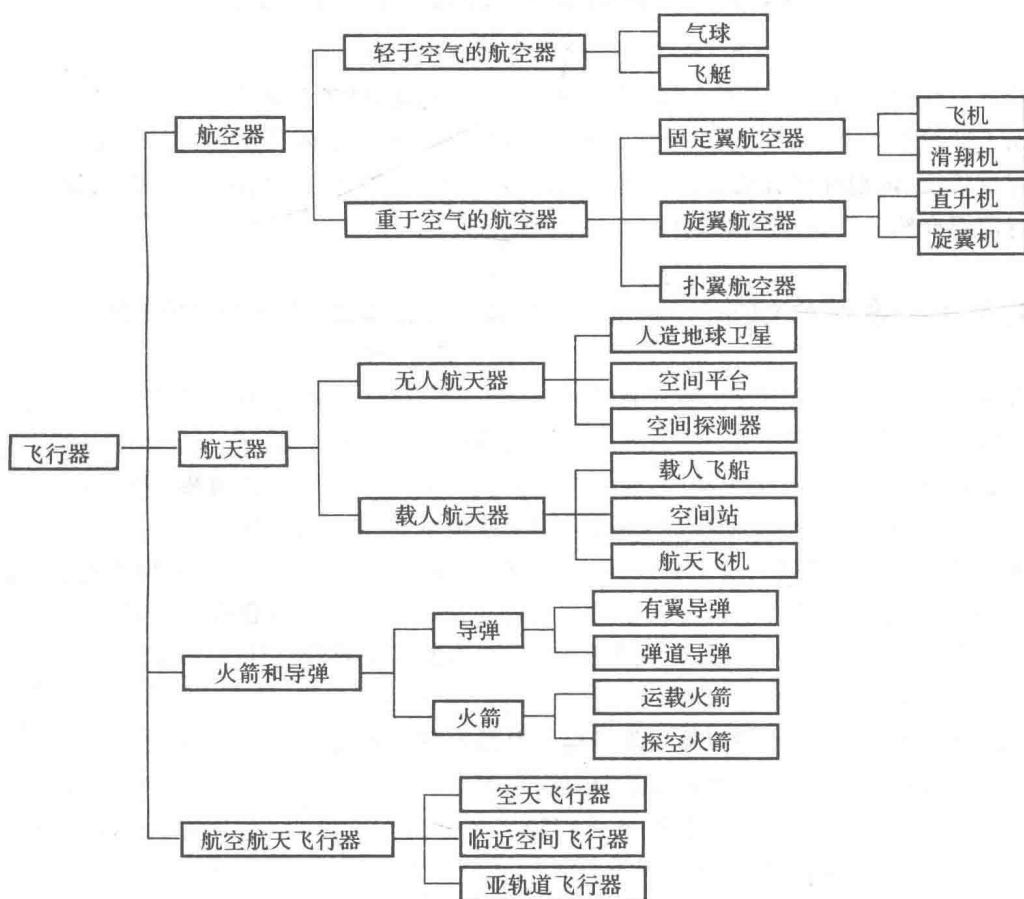 飞行器
航空器
轻于空气的航空器
气球
飞艇
重于空气的航空器
固定翼航空器
飞机
滑翔机
旋翼航空器
直升机
旋翼机
扑翼航空器
航天器
无人航天器
人造地球卫星
空间平台
空间探测器
载人航天器
载人飞船
空间站
航天飞机
火箭和导弹
导弹
有翼导弹
弹道导弹
火箭
运载火箭
探空火箭
航空航天飞行器
空天飞行器
临近空间飞行器
亚轨道飞行器